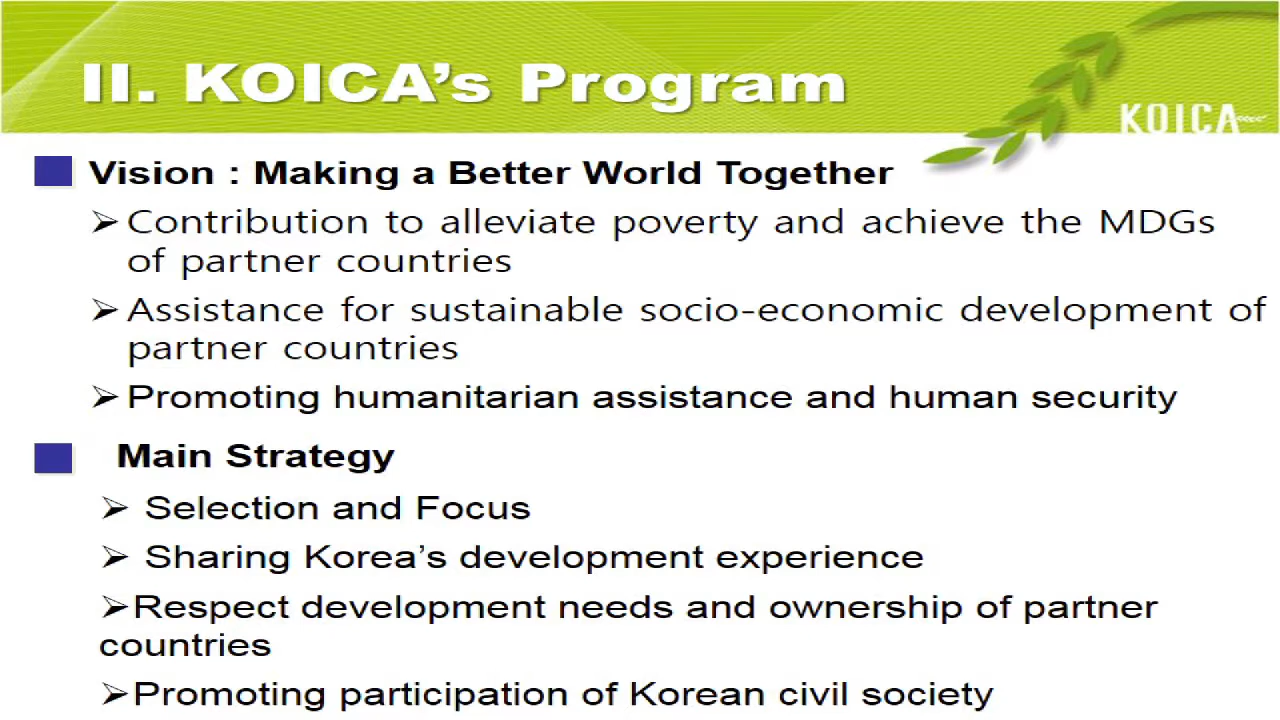 II. KOICA’s Program
KOICA
Vision : Making a Better World Together
➢Contribution to alleviate poverty and achieve the MDGs
of partner countries
➢Assistance for sustainable socio-economic development of
partner countries
➢Promoting humanitarian assistance and human security
Main Strategy
➢ Selection and Focus
➢ Sharing Korea’s development experience
➢Respect development needs and ownership of partner
countries
➢Promoting participation of Korean civil society